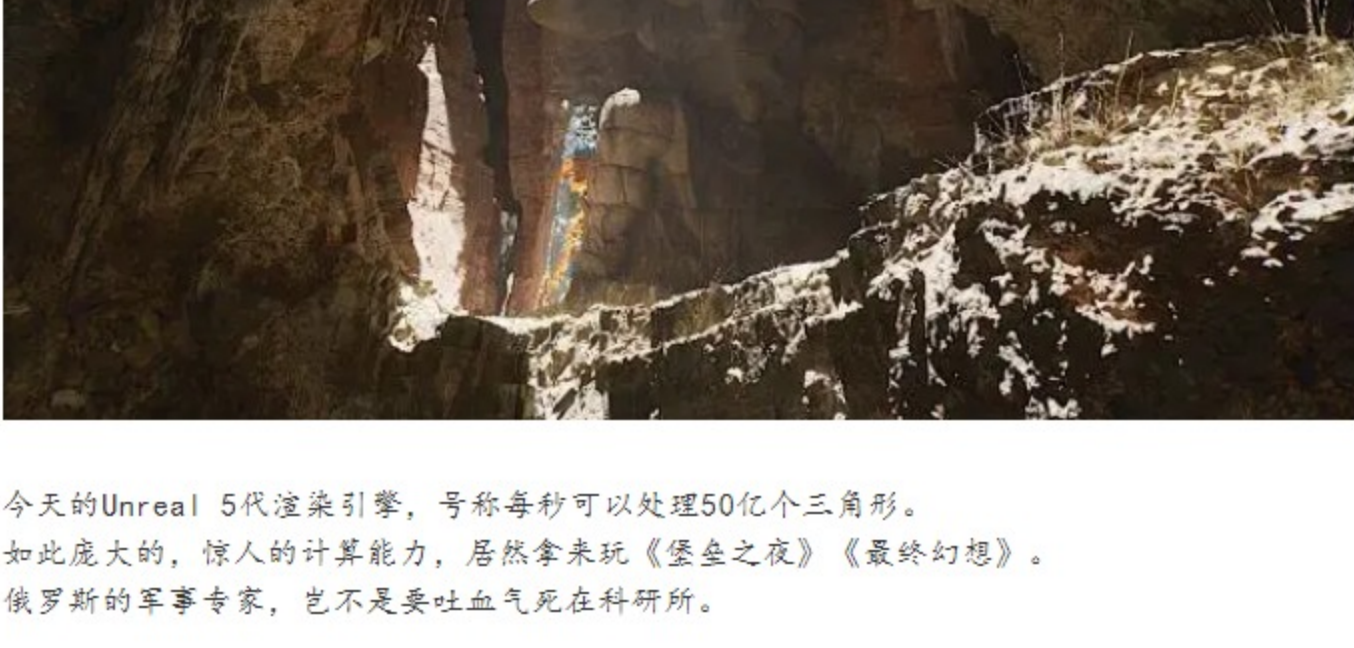 今天的Unreal 5代渲染引擎，号称每秒可以处理50亿个三角形。
如此庞大的，惊人的计算能力，居然拿来玩《堡垒之夜》《最终幻想》。
俄罗斯的军事专家，岂不是要吐血气死在科研所。